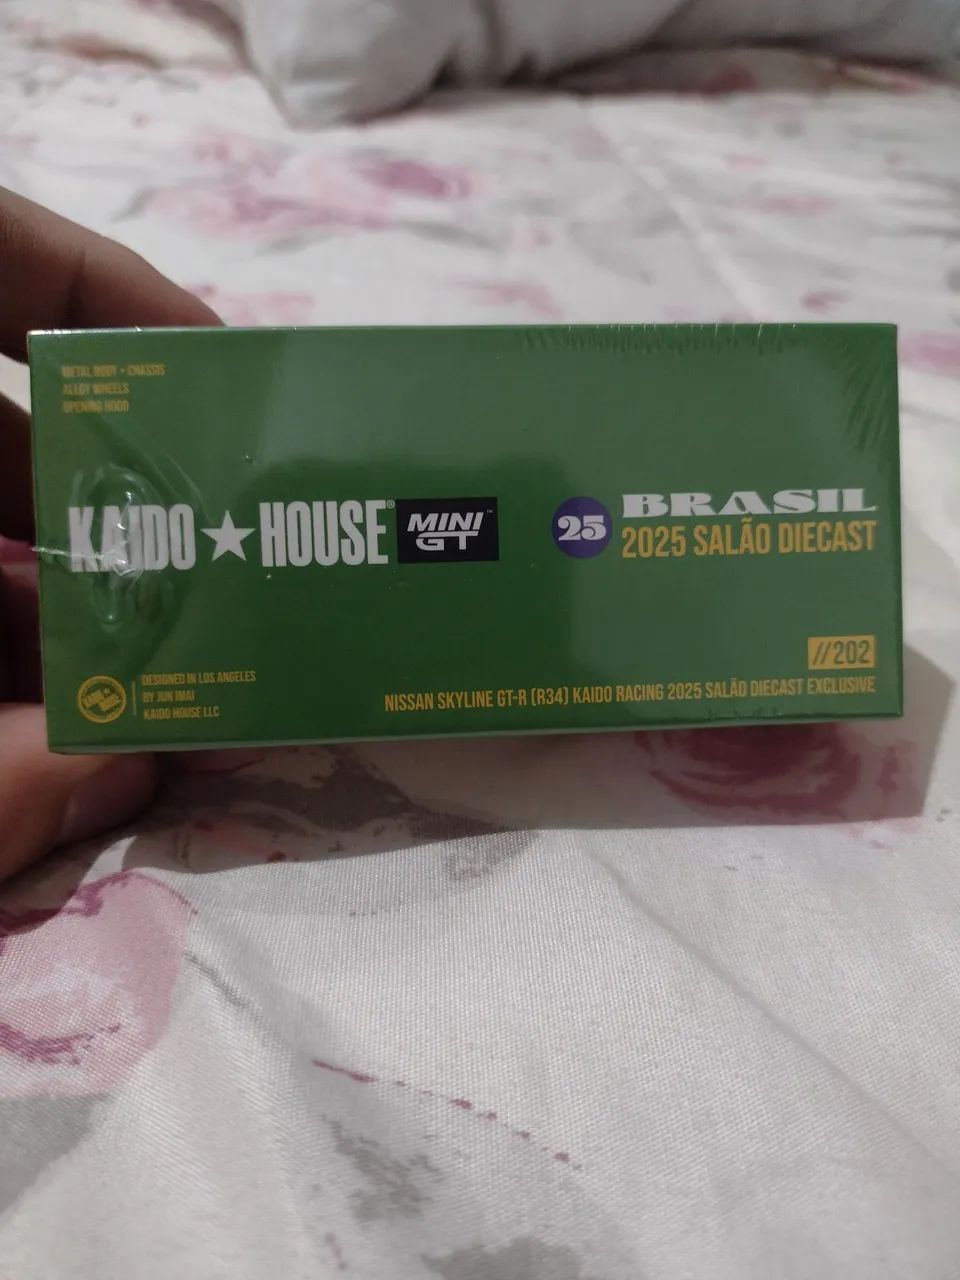 METAL BODY + CHASSIS
ALLOY WHEELS
OPENING HOOD
KAIDO ★ HOUSE®
MINI GT™
25
BRASIL
2025 SALÃO DIECAST
//202
NISSAN SKYLINE GT-R (R34) KAIDO RACING 2025 SALÃO DIECAST EXCLUSIVE
DESIGNED IN LOS ANGELES
BY JUN IMAI
KAIDO HOUSE LLC